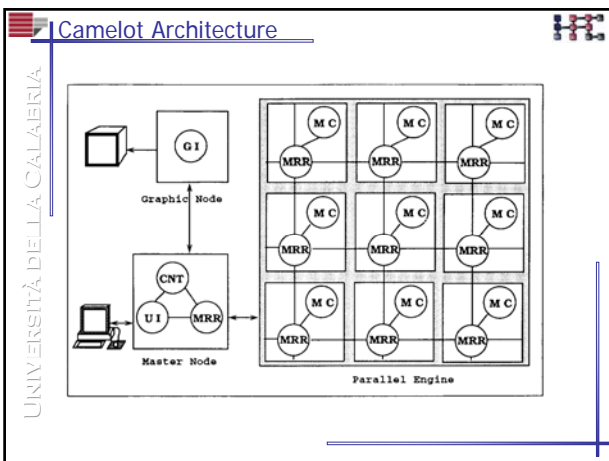 Camelot Architecture
UNIVERSITÀ DELLA CALABRIA
GI
Graphic Node
CNT
UI
MRR
Master Node
MC
MC
MC
MRR
MRR
MRR
MC
MC
MC
MRR
MRR
MRR
MC
MC
MC
MRR
MRR
MRR
Parallel Engine